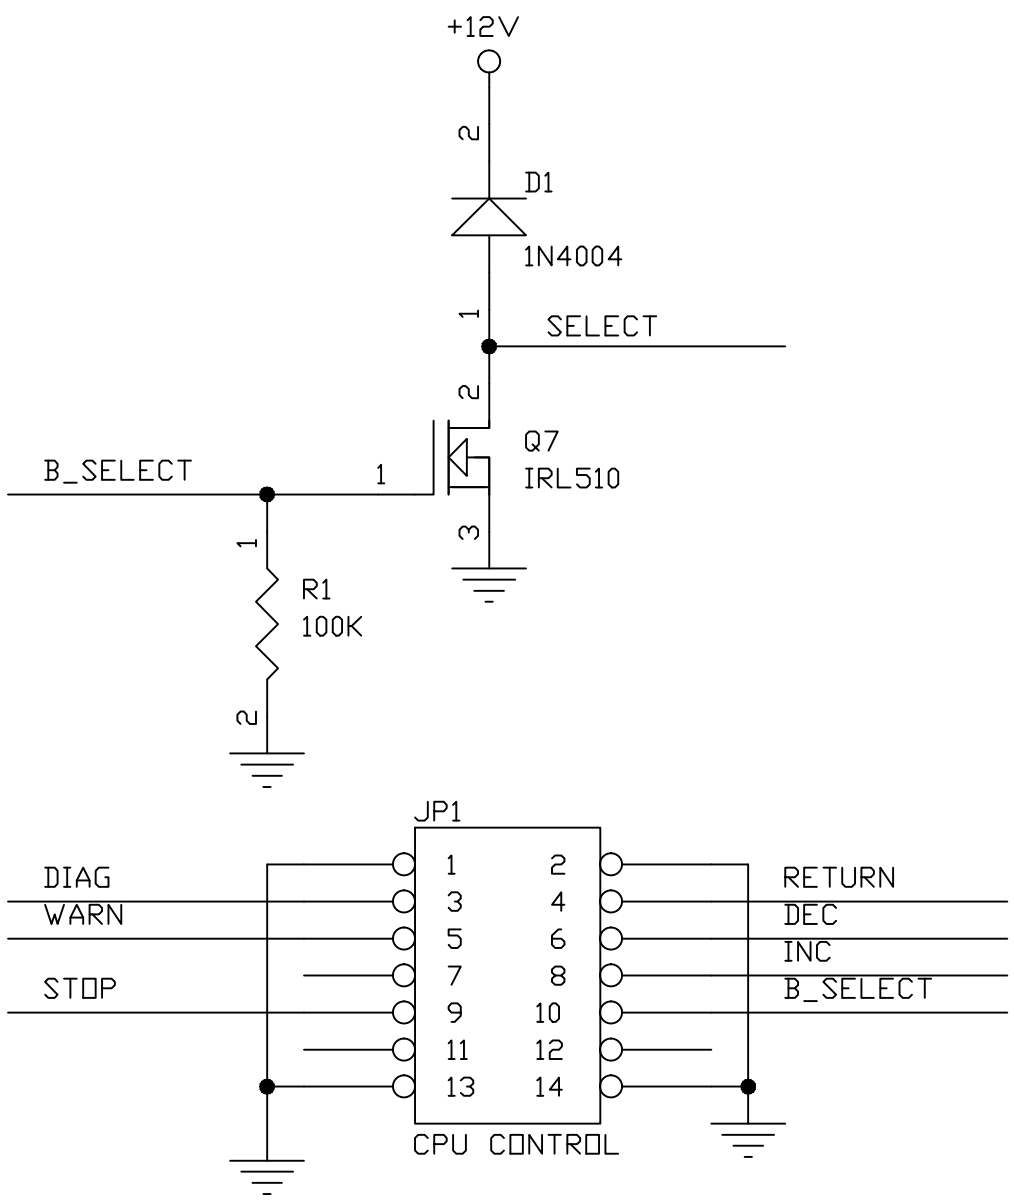 +12V
2
D1
1N4004
1
SELECT
2
Q7
IRL510
B_SELECT
1
3
1
R1
100K
2
JP1
1 2
DIAG
RETURN
3 4
WARN
DEC
5 6
INC
7 8
STOP
B_SELECT
9 10
11 12
13 14
CPU CONTROL